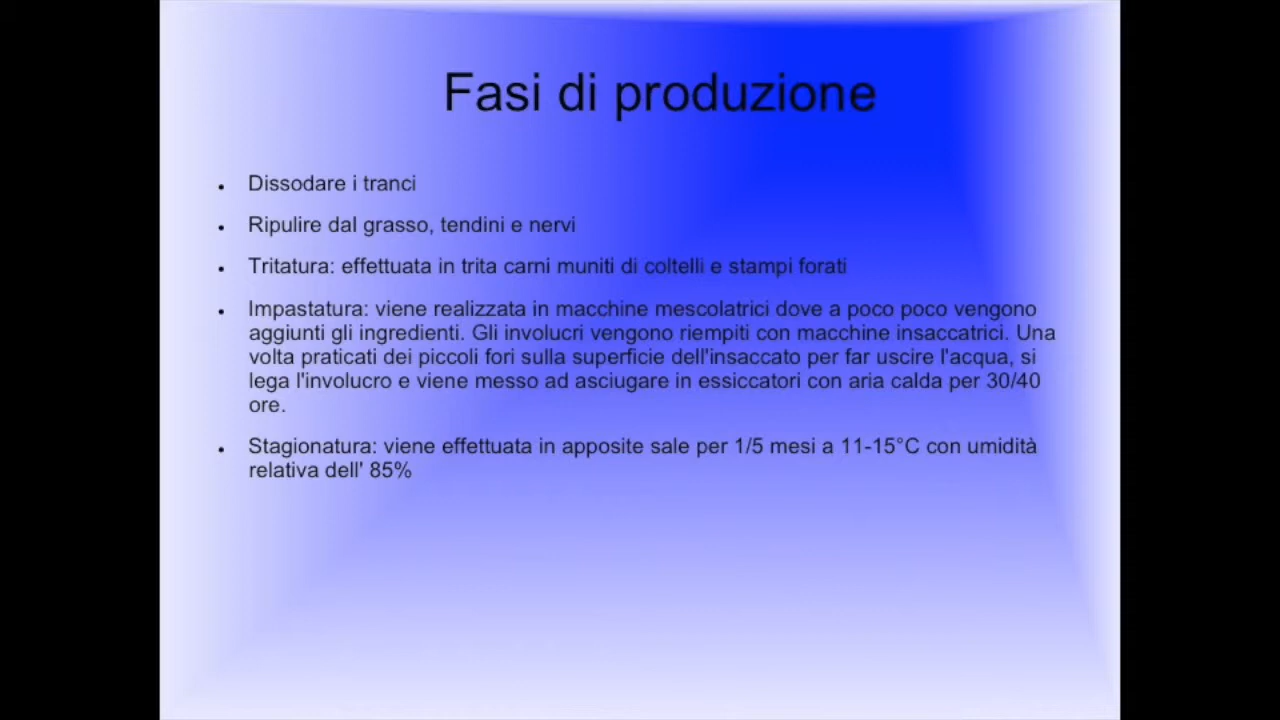 Fasi di produzione
Dissodare i tranci
Ripulire dal grasso, tendini e nervi
Tritatura: effettuata in trita carni muniti di coltelli e stampi forati
Impastatura: viene realizzata in macchine mescolatrici dove a poco poco vengono
aggiunti gli ingredienti. Gli involucri vengono riempiti con macchine insaccatrici. Una
volta praticati dei piccoli fori sulla superficie dell'insaccato per far uscire l'acqua, si
lega l'involucro e viene messo ad asciugare in essiccatori con aria calda per 30/40
ore.
Stagionatura: viene effettuata in apposite sale per 1/5 mesi a 11-15°C con umidità
relativa dell' 85%